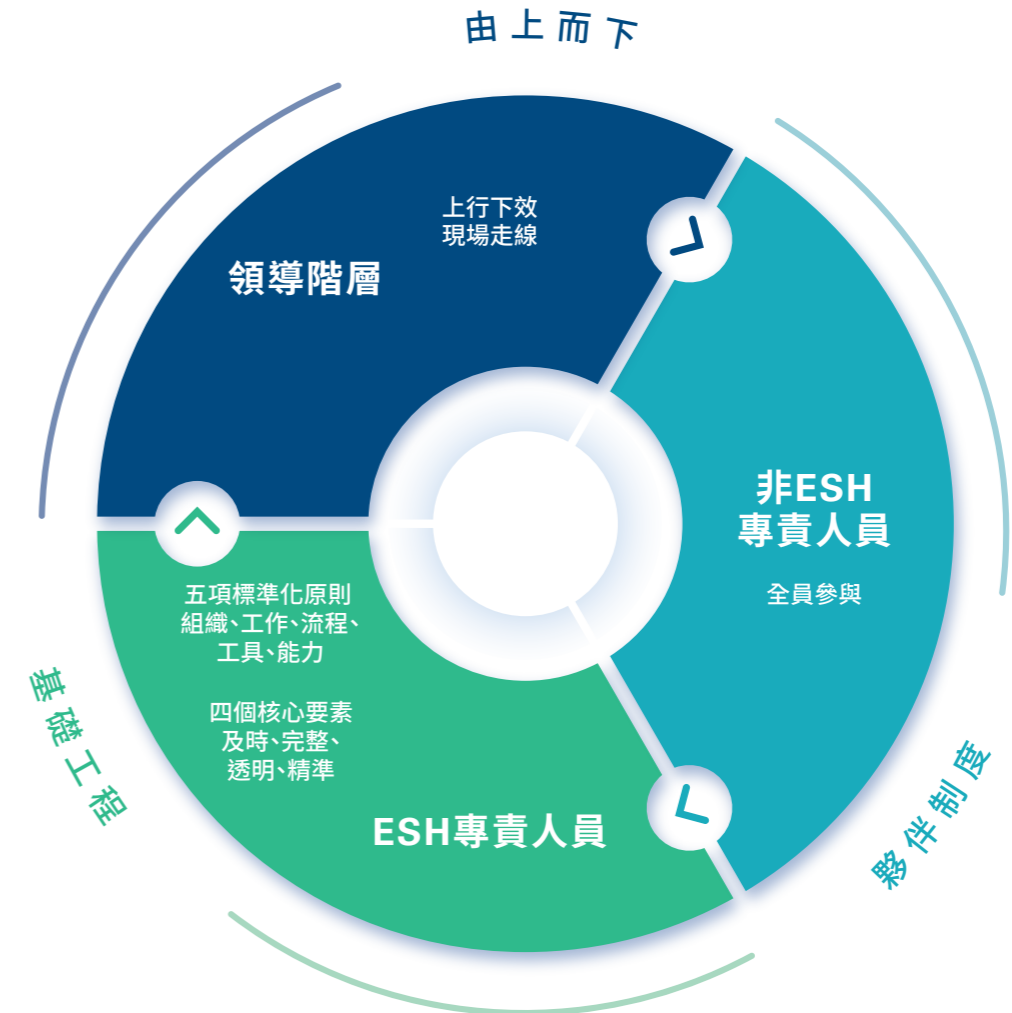 由上而下
上行下效
現場走線
領導階層
非ESH
專責人員
全員參與
夥伴制度
五項標準化原則
組織、工作、流程、
工具、能力
四個核心要素
及時、完整、
透明、精準
ESH專責人員
基礎工程